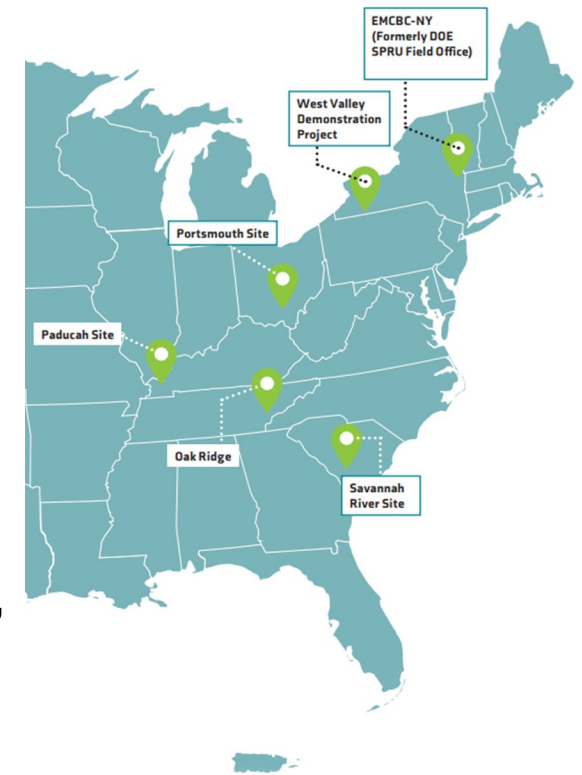 EMCBC-NY
(Formerly DOE
SPRU Field Office)
West Valley
Demonstration
Project
Portsmouth Site
Paducah Site
Oak Ridge
Savannah
River Site